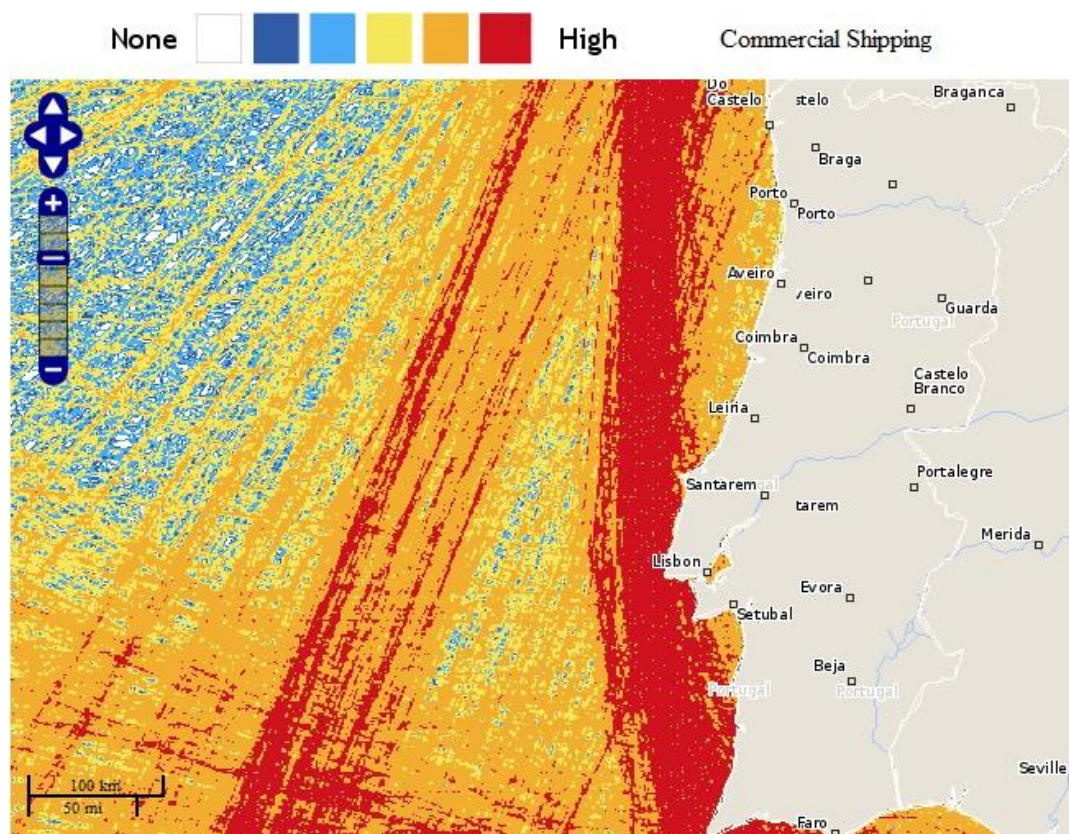 None
High
Commercial Shipping
Do
Castelo
stelo
Braganca
Braga
Porto
Porto
Aveiro
veiro
Guarda
Portugal
Coimbra
Coimbra
Castelo
Branco
Leiria
Portalegre
Santarem
gal
tarem
Merida
Lisbon
Evora
Setubal
Beja
Portugal
Portugal
Seville
100 km
50 mi
Faro